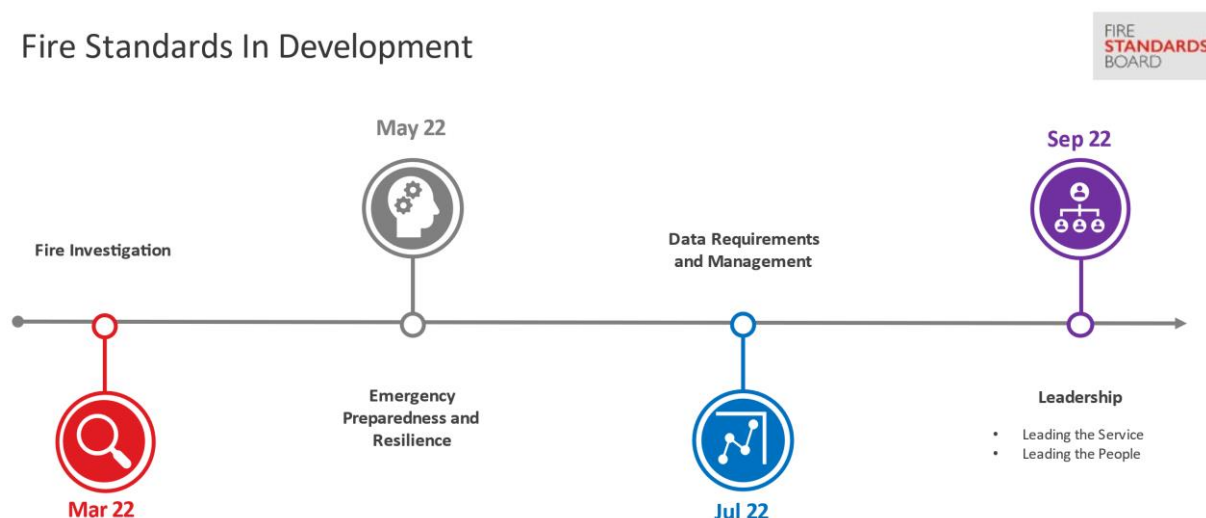 Fire Standards In Development
FIRE
STANDARDS
BOARD
May 22
Sep 22
Fire Investigation
Data Requirements
and Management
Emergency
Preparedness and
Resilience
Leadership
• Leading the Service
• Leading the People
Mar 22
Jul 22